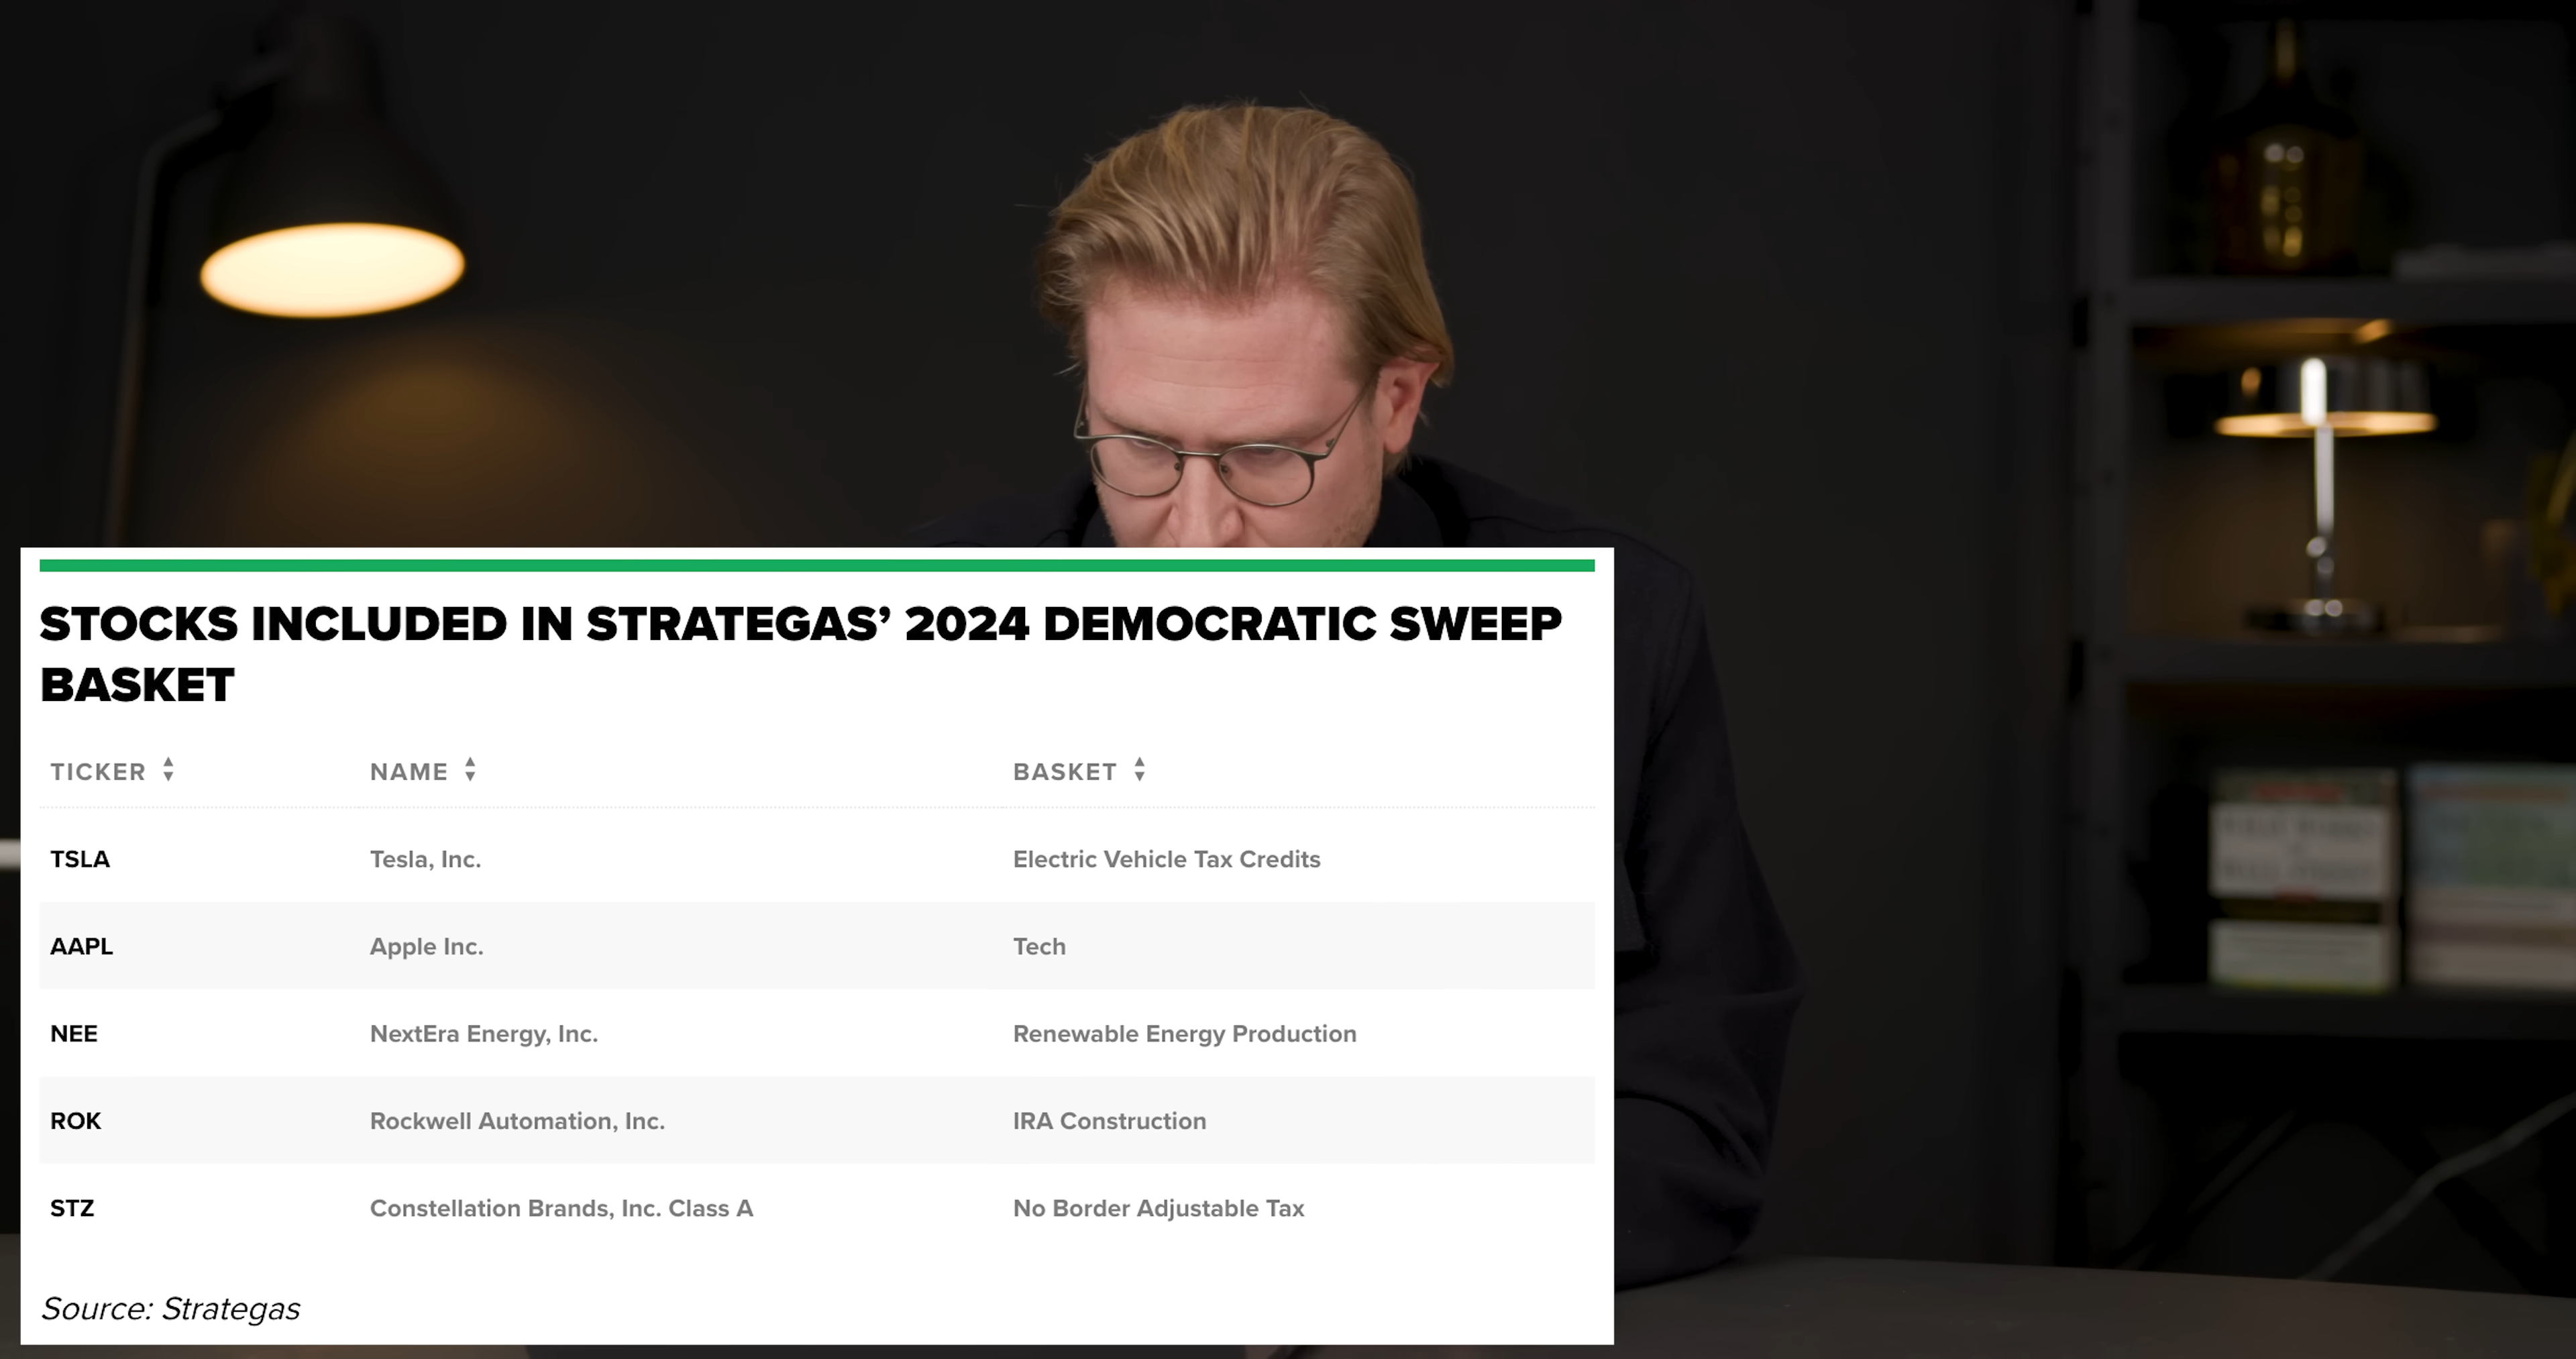 STOCKS INCLUDED IN STRATEGAS’ 2024 DEMOCRATIC SWEEP
BASKET
TICKER NAME BASKET
TSLA Tesla, Inc. Electric Vehicle Tax Credits
AAPL Apple Inc. Tech
NEE NextEra Energy, Inc. Renewable Energy Production
ROK Rockwell Automation, Inc. IRA Construction
STZ Constellation Brands, Inc. Class A No Border Adjustable Tax
Source: Strategas